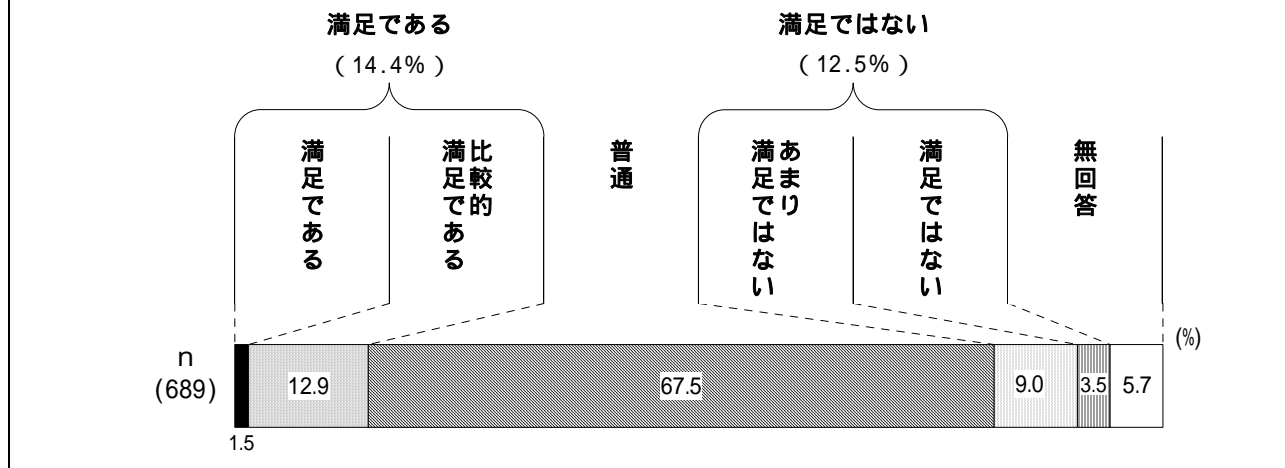 満足である
(14.4%)
満足ではない
(12.5%)
満足である
比較的
満足である
普通
あまり
満足ではない
満足ではない
無回答
(%)
n
(689)
1.5
12.9
67.5
9.0
3.5
5.7